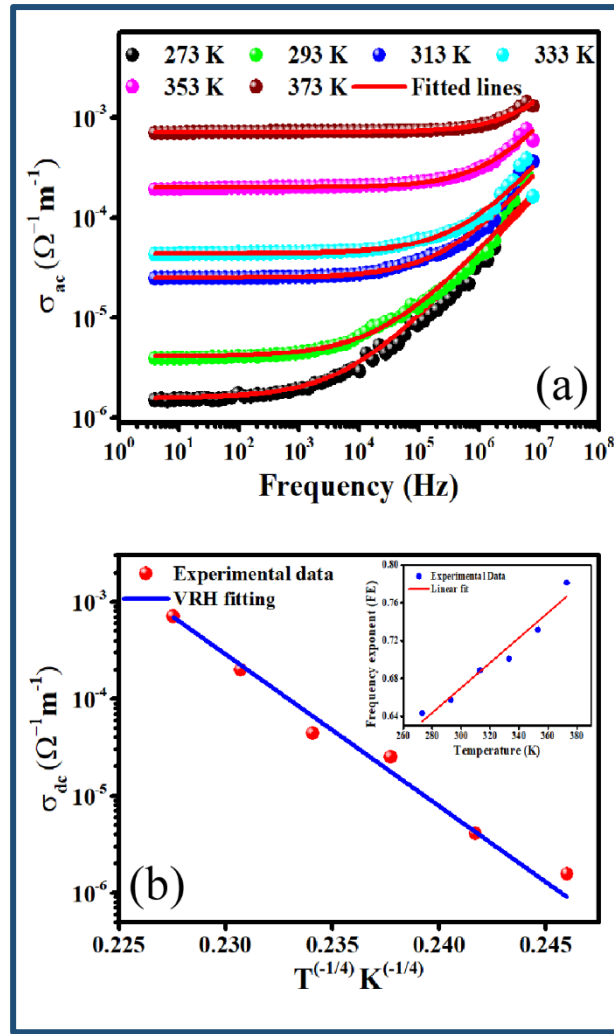 273 K 293 K 313 K 333 K
353 K 373 K Fitted lines
10⁻³
10⁻⁴
10⁻⁵
10⁻⁶
σac (Ω⁻¹m⁻¹)
(a)
10⁰ 10¹ 10² 10³ 10⁴ 10⁵ 10⁶ 10⁷ 10⁸
Frequency (Hz)
Experimental data
VRH fitting
10⁻³
10⁻⁴
10⁻⁵
10⁻⁶
σdc (Ω⁻¹m⁻¹)
Experimental Data
Linear fit
0.80
0.76
0.72
0.68
0.64
Frequency exponent (FE)
260 280 300 320 340 360 380
Temperature (K)
(b)
0.225 0.230 0.235 0.240 0.245
T⁽⁻¹/⁴⁾ K⁽⁻¹/⁴⁾